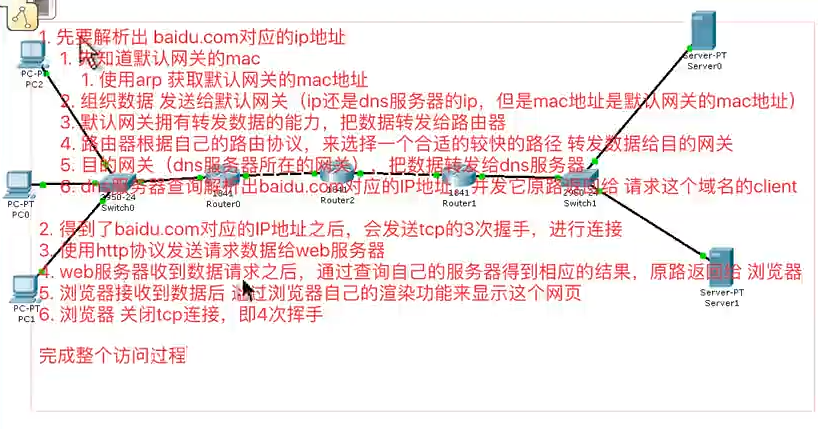 1. 先要解析出 baidu.com对应的ip地址
1. 先知道默认网关的mac
1. 使用arp 获取默认网关的mac地址
2. 组织数据 发送给默认网关（ip还是dns服务器的ip，但是mac地址是默认网关的mac地址）
3. 默认网关拥有转发数据的能力，把数据转发给路由器
4. 路由器根据自己的路由协议，来选择一个合适的较快的路径 转发数据给目的网关
5. 目的网关（dns服务器所在的网关），把数据转发给dns服务器
6. dns服务器查询解析出baidu.com对应的IP地址，并开它原路返回给 请求这个域名的client
2. 得到了baidu.com对应的IP地址之后，会发送tcp的3次握手，进行连接
3. 使用http协议发送请求数据给web服务器
4. web服务器收到数据请求之后，通过查询自己的服务器得到相应的结果，原路返回给 浏览器
5. 浏览器接收到数据后 通过浏览器自己的渲染功能来显示这个网页
6. 浏览器 关闭tcp连接，即4次挥手
完成整个访问过程
PC-PT
PC2
PC-PT
PC0
PC-PT
PC1
2950-24
Switch0
1841
Router0
1841
Router2
1841
Router1
2950-24
Switch1
Server-PT
Server0
Server-PT
Server1